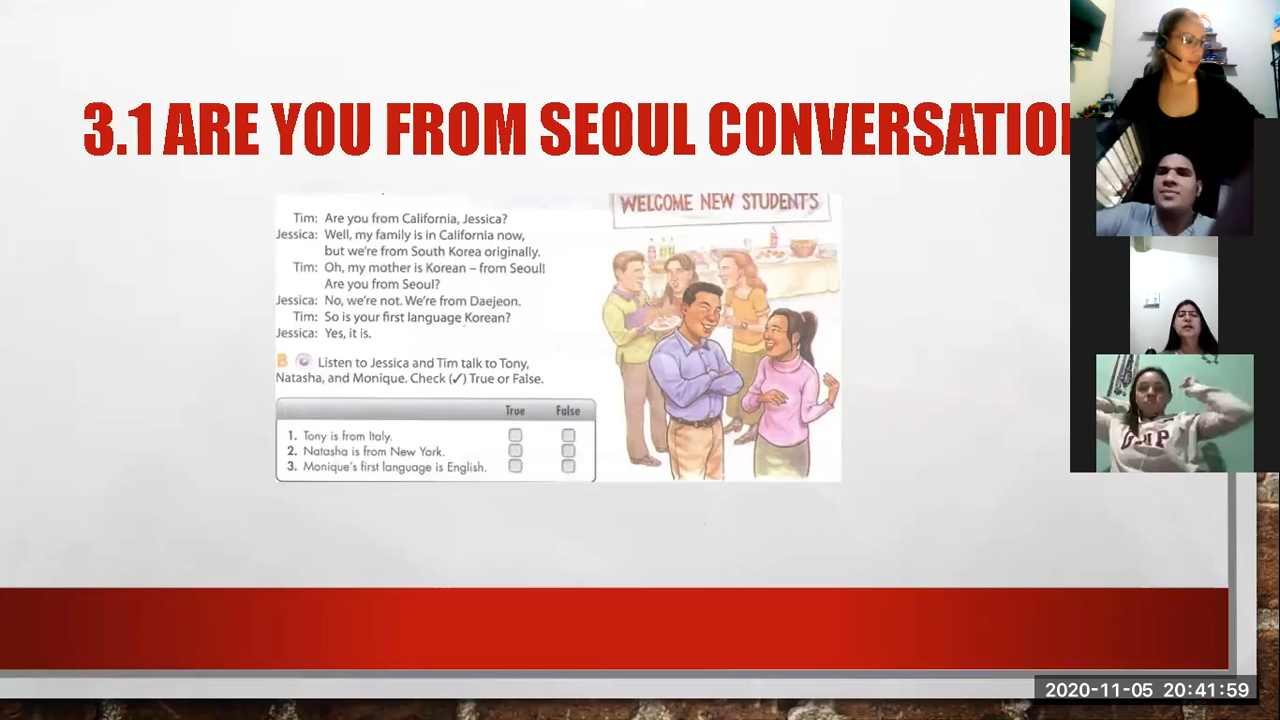 3.1 ARE YOU FROM SEOUL CONVERSATION
WELCOME NEW STUDENTS
Tim: Are you from California, Jessica?
Jessica: Well, my family is in California now,
but we're from South Korea originally.
Tim: Oh, my mother is Korean – from Seoul!
Are you from Seoul?
Jessica: No, we're not. We're from Daejeon.
Tim: So is your first language Korean?
Jessica: Yes, it is.
B Listen to Jessica and Tim talk to Tony,
Natasha, and Monique. Check (✓) True or False.
True False
1. Tony is from Italy.
2. Natasha is from New York.
3. Monique's first language is English.
2020-11-05 20:41:59